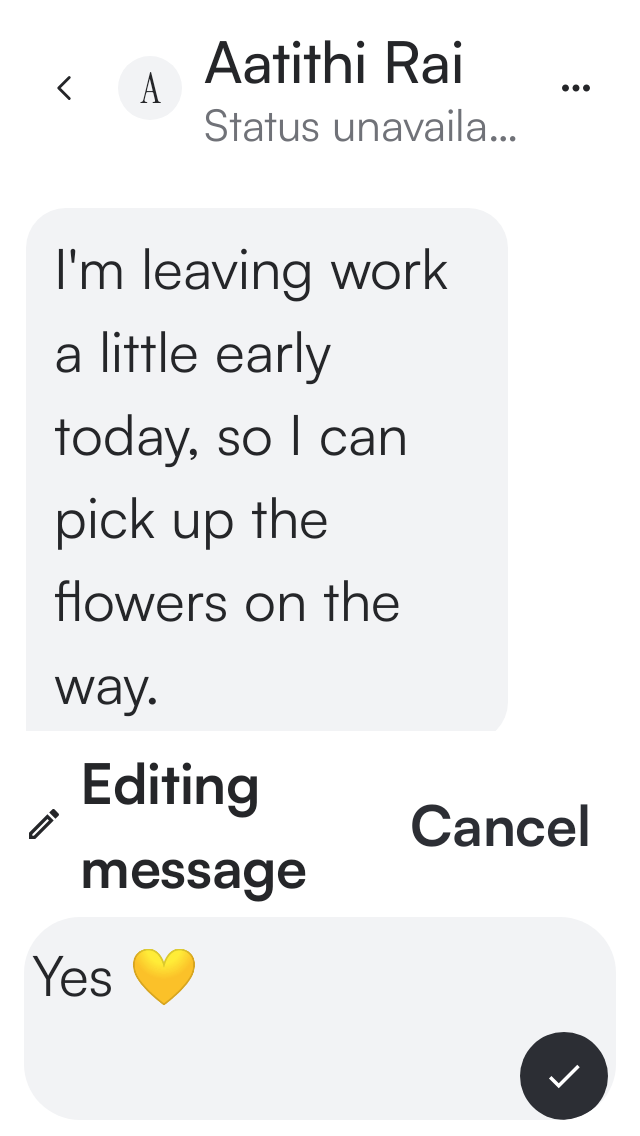 A
Aatithi Rai
Status unavaila...
I'm leaving work
a little early
today, so I can
pick up the
flowers on the
way.
Editing
message
Cancel
Yes 💛